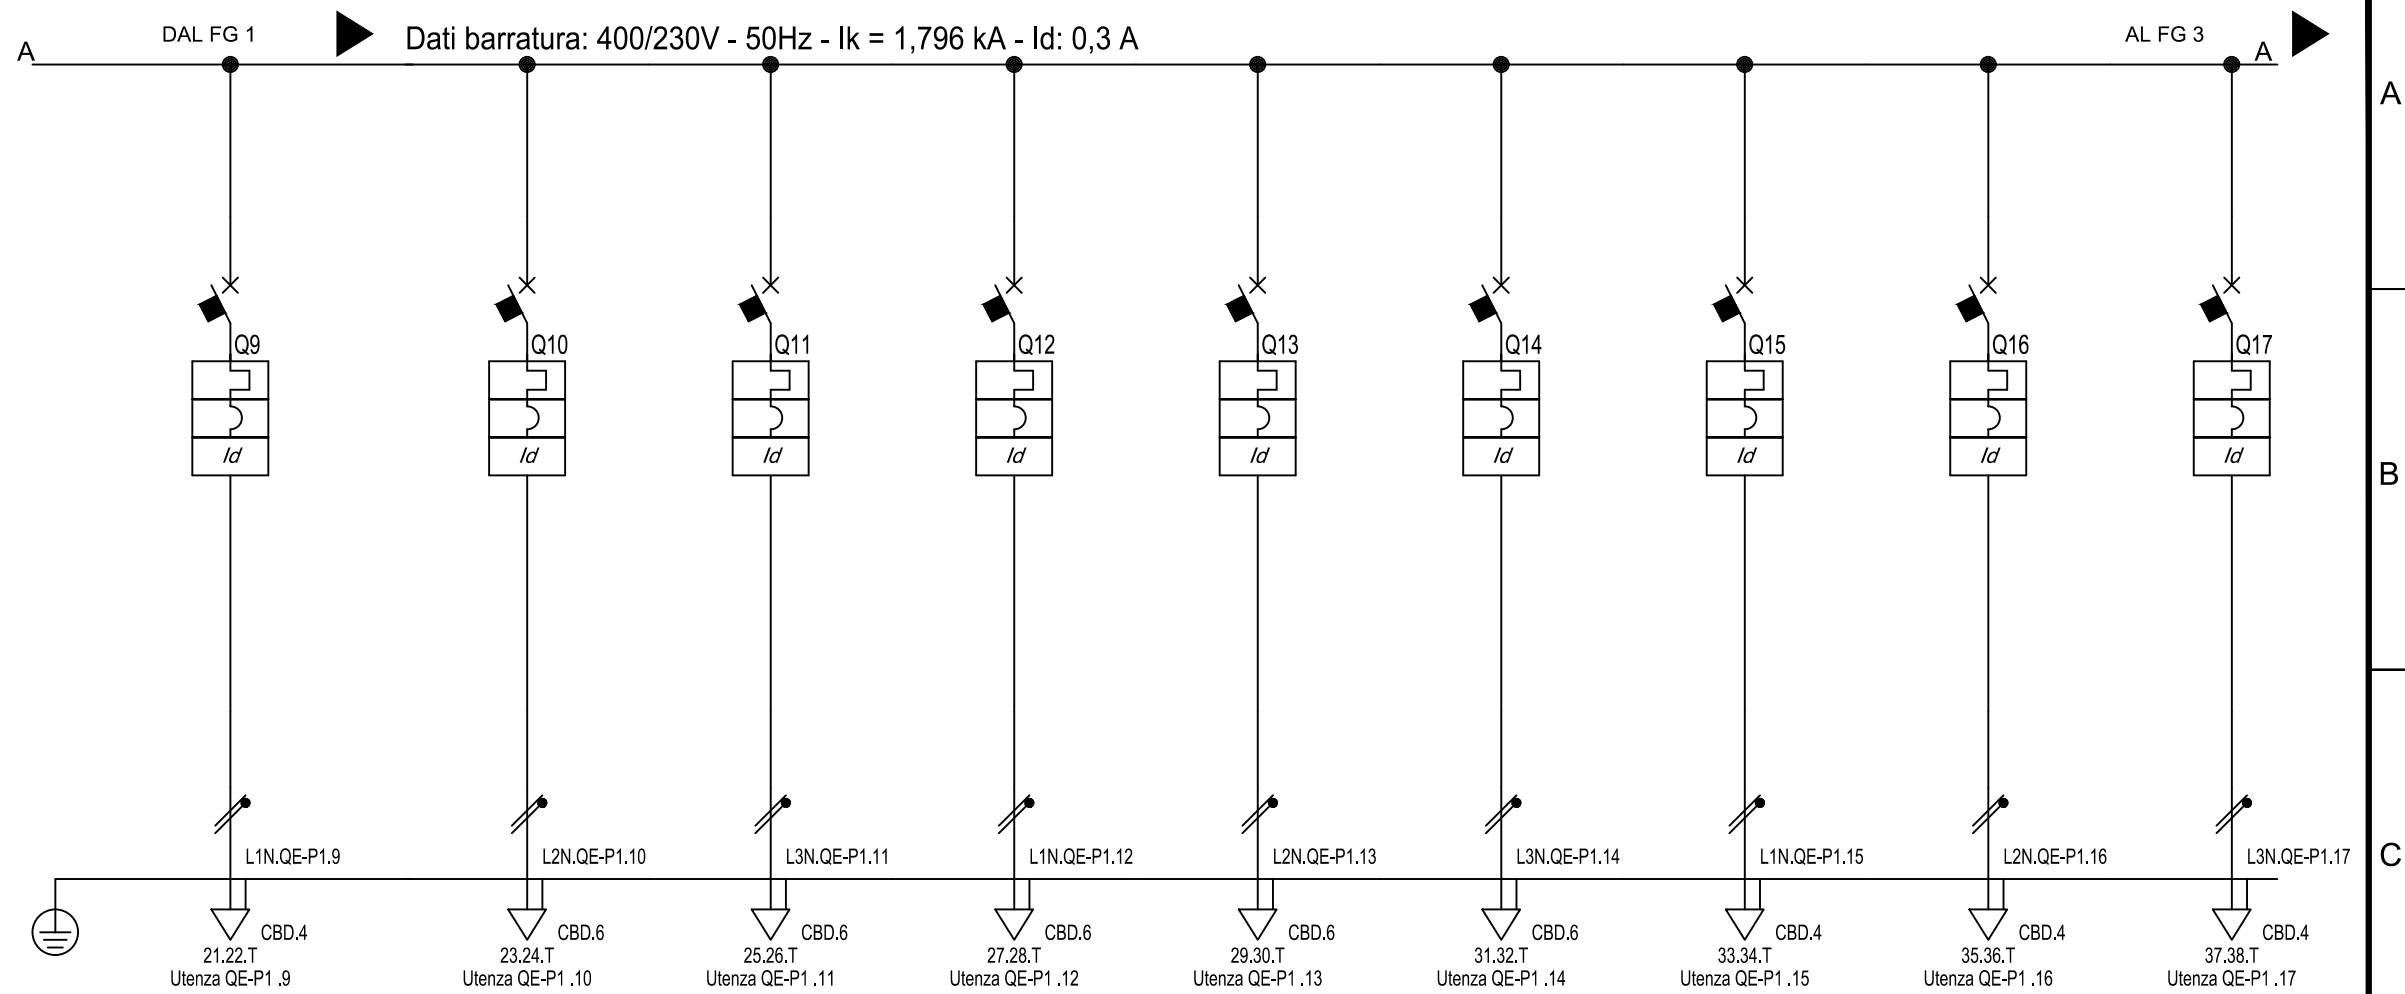 DAL FG 1
Dati barratura: 400/230V - 50Hz - Ik = 1,796 kA - Id: 0,3 A
AL FG 3
A
A
A
Q9 Q10 Q11 Q12 Q13 Q14 Q15 Q16 Q17
Id Id Id Id Id Id Id Id Id
B
L1N.QE-P1.9 L2N.QE-P1.10 L3N.QE-P1.11 L1N.QE-P1.12 L2N.QE-P1.13 L3N.QE-P1.14 L1N.QE-P1.15 L2N.QE-P1.16 L3N.QE-P1.17
C
CBD.4 CBD.6 CBD.6 CBD.6 CBD.6 CBD.6 CBD.4 CBD.4 CBD.4
21.22.T 23.24.T 25.26.T 27.28.T 29.30.T 31.32.T 33.34.T 35.36.T 37.38.T
Utenza QE-P1 .9 Utenza QE-P1 .10 Utenza QE-P1 .11 Utenza QE-P1 .12 Utenza QE-P1 .13 Utenza QE-P1 .14 Utenza QE-P1 .15 Utenza QE-P1 .16 Utenza QE-P1 .17